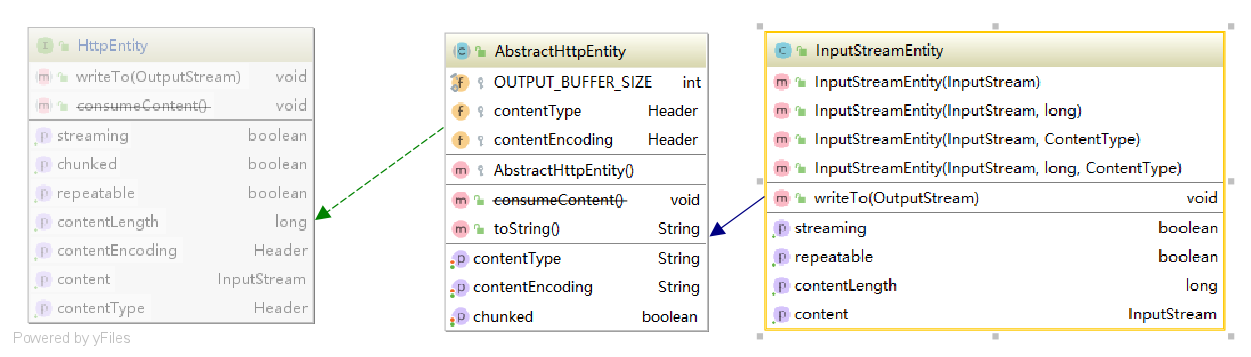 HttpEntity
writeTo(OutputStream) void
consumeContent() void
streaming boolean
chunked boolean
repeatable boolean
contentLength long
contentEncoding Header
content InputStream
contentType Header
Powered by yFiles
AbstractHttpEntity
OUTPUT_BUFFER_SIZE int
contentType Header
contentEncoding Header
AbstractHttpEntity()
consumeContent() void
toString() String
contentType String
contentEncoding String
chunked boolean
InputStreamEntity
InputStreamEntity(InputStream)
InputStreamEntity(InputStream, long)
InputStreamEntity(InputStream, ContentType)
InputStreamEntity(InputStream, long, ContentType)
writeTo(OutputStream) void
streaming boolean
repeatable boolean
contentLength long
content InputStream